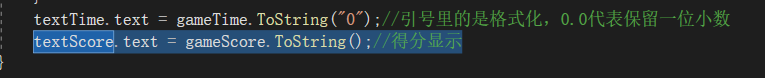 textTime.text = gameTime.ToString("0");//引号里的是格式化，0.0代表保留一位小数
textScore.text = gameScore.ToString();//得分显示
}